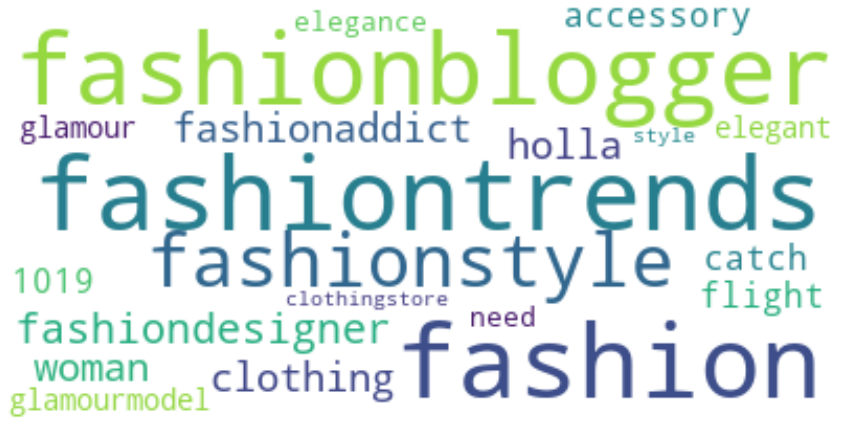 elegance accessory
fashionblogger
glamour fashionaddict holla style elegant
fashiontrends
fashionstyle catch
1019 clothingstore flight
fashiondesigner need
woman clothing fashion
glamourmodel